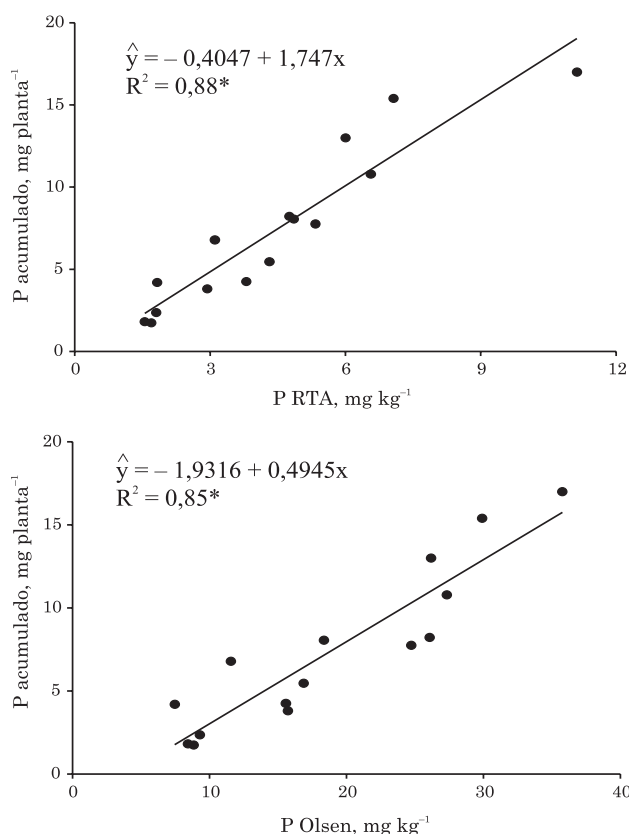 20
15
10
5
0
P acumulado, mg planta⁻¹
ŷ = – 0,4047 + 1,747x
R² = 0,88*
0 3 6 9 12
P RTA, mg kg⁻¹
20
15
10
5
0
P acumulado, mg planta⁻¹
ŷ = – 1,9316 + 0,4945x
R² = 0,85*
0 10 20 30 40
P Olsen, mg kg⁻¹